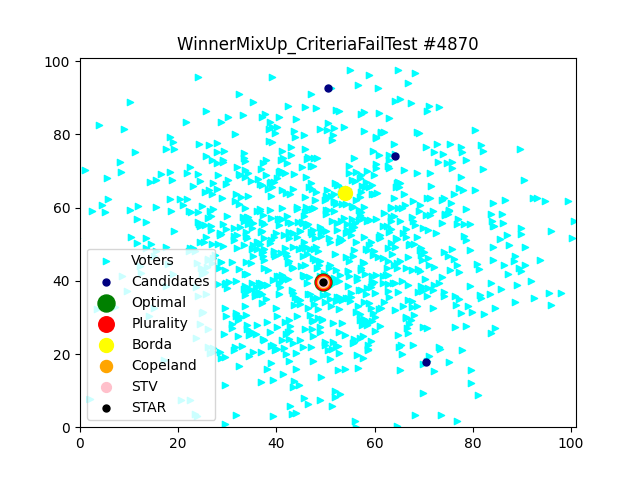 WinnerMixUp_CriteriaFailTest #4870
100
80
60
40
20
0
0 20 40 60 80 100
Voters
Candidates
Optimal
Plurality
Borda
Copeland
STV
STAR